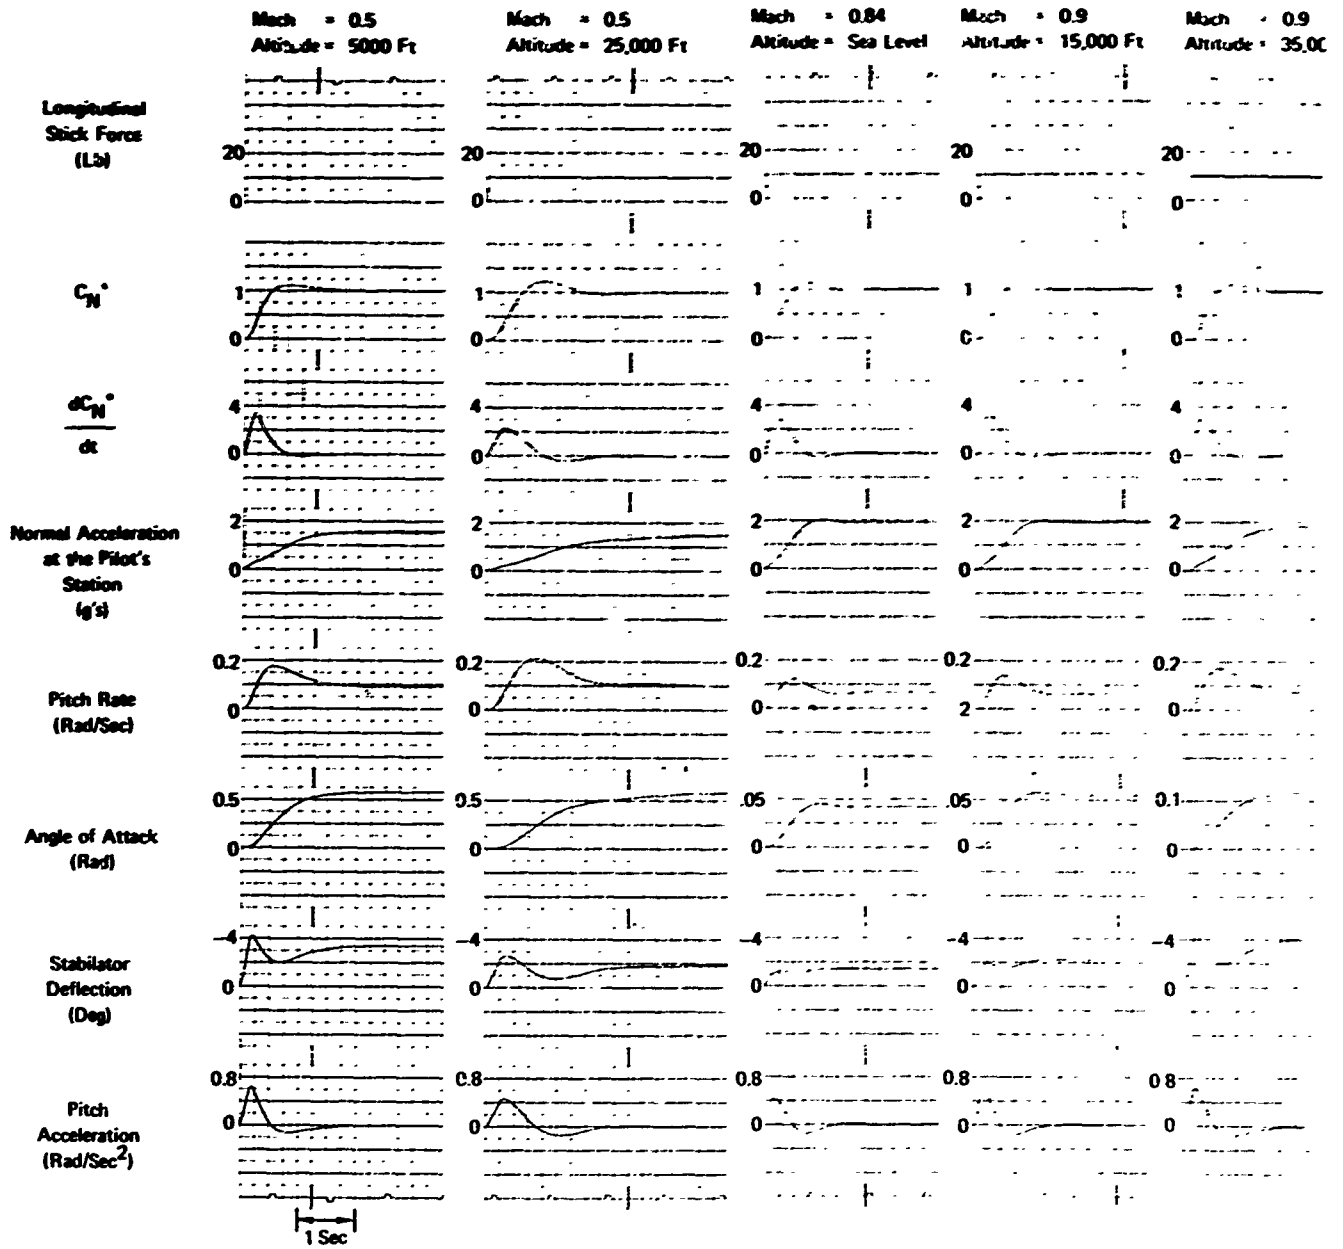 Mach = 0.5
Altitude = 5000 Ft
Mach = 0.5
Altitude = 25,000 Ft
Mach = 0.84
Altitude = Sea Level
Mach = 0.9
Altitude = 15,000 Ft
Mach = 0.9
Altitude = 35,00
Longitudinal
Stick Force
(Lb)
20 20 20 20 20
0 0 0 0 0
C_N*
1 1 1 1 1
0 0 0 0 0
dC_N*
dt
4 4 4 4 4
0 0 0 0 0
Normal Acceleration
at the Pilot's
Station
(g's)
2 2 2 2 2
0 0 0 0 0
Pitch Rate
(Rad/Sec)
0.2 0.2 0.2 0.2 0.2
0 0 0 2 0
Angle of Attack
(Rad)
0.5 0.5 .05 .05 0.1
0 0 0 0 0
Stabilator
Deflection
(Deg)
−4 −4 −4 −4 −4
0 0 0 0 0
Pitch
Acceleration
(Rad/Sec²)
0.8 0.8 0.8 0.8 0 8
0 0 0 0 0
1 Sec